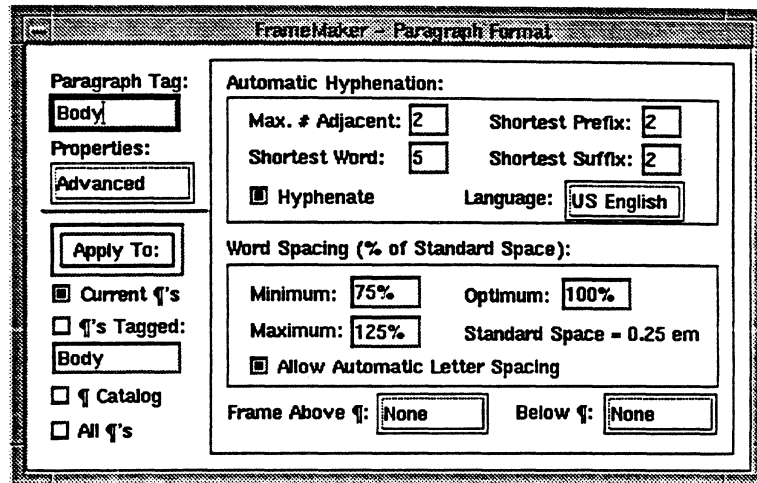 FrameMaker - Paragraph Format
Paragraph Tag:
Body
Properties:
Advanced
Apply To:
Current ¶'s
¶'s Tagged:
Body
¶ Catalog
All ¶'s
Automatic Hyphenation:
Max. # Adjacent: 2 Shortest Prefix: 2
Shortest Word: 5 Shortest Suffix: 2
Hyphenate Language: US English
Word Spacing (% of Standard Space):
Minimum: 75% Optimum: 100%
Maximum: 125% Standard Space = 0.25 em
Allow Automatic Letter Spacing
Frame Above ¶: None Below ¶: None